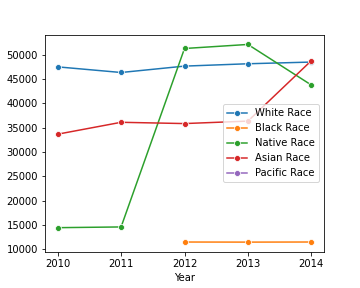 50000
45000
40000
35000
30000
25000
20000
15000
10000
White Race
Black Race
Native Race
Asian Race
Pacific Race
2010 2011 2012 2013 2014
Year